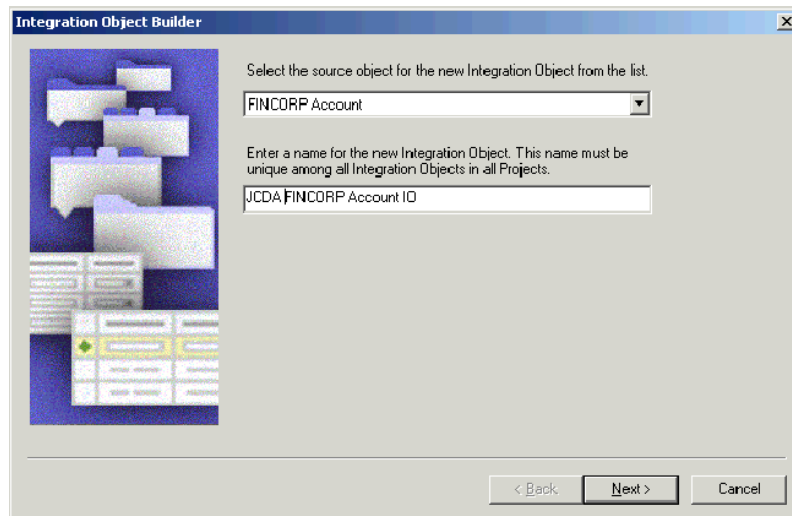 Integration Object Builder
Select the source object for the new Integration Object from the list.
FINCORP Account
Enter a name for the new Integration Object. This name must be
unique among all Integration Objects in all Projects.
JCDA FINCORP Account IO
< Back
Next >
Cancel